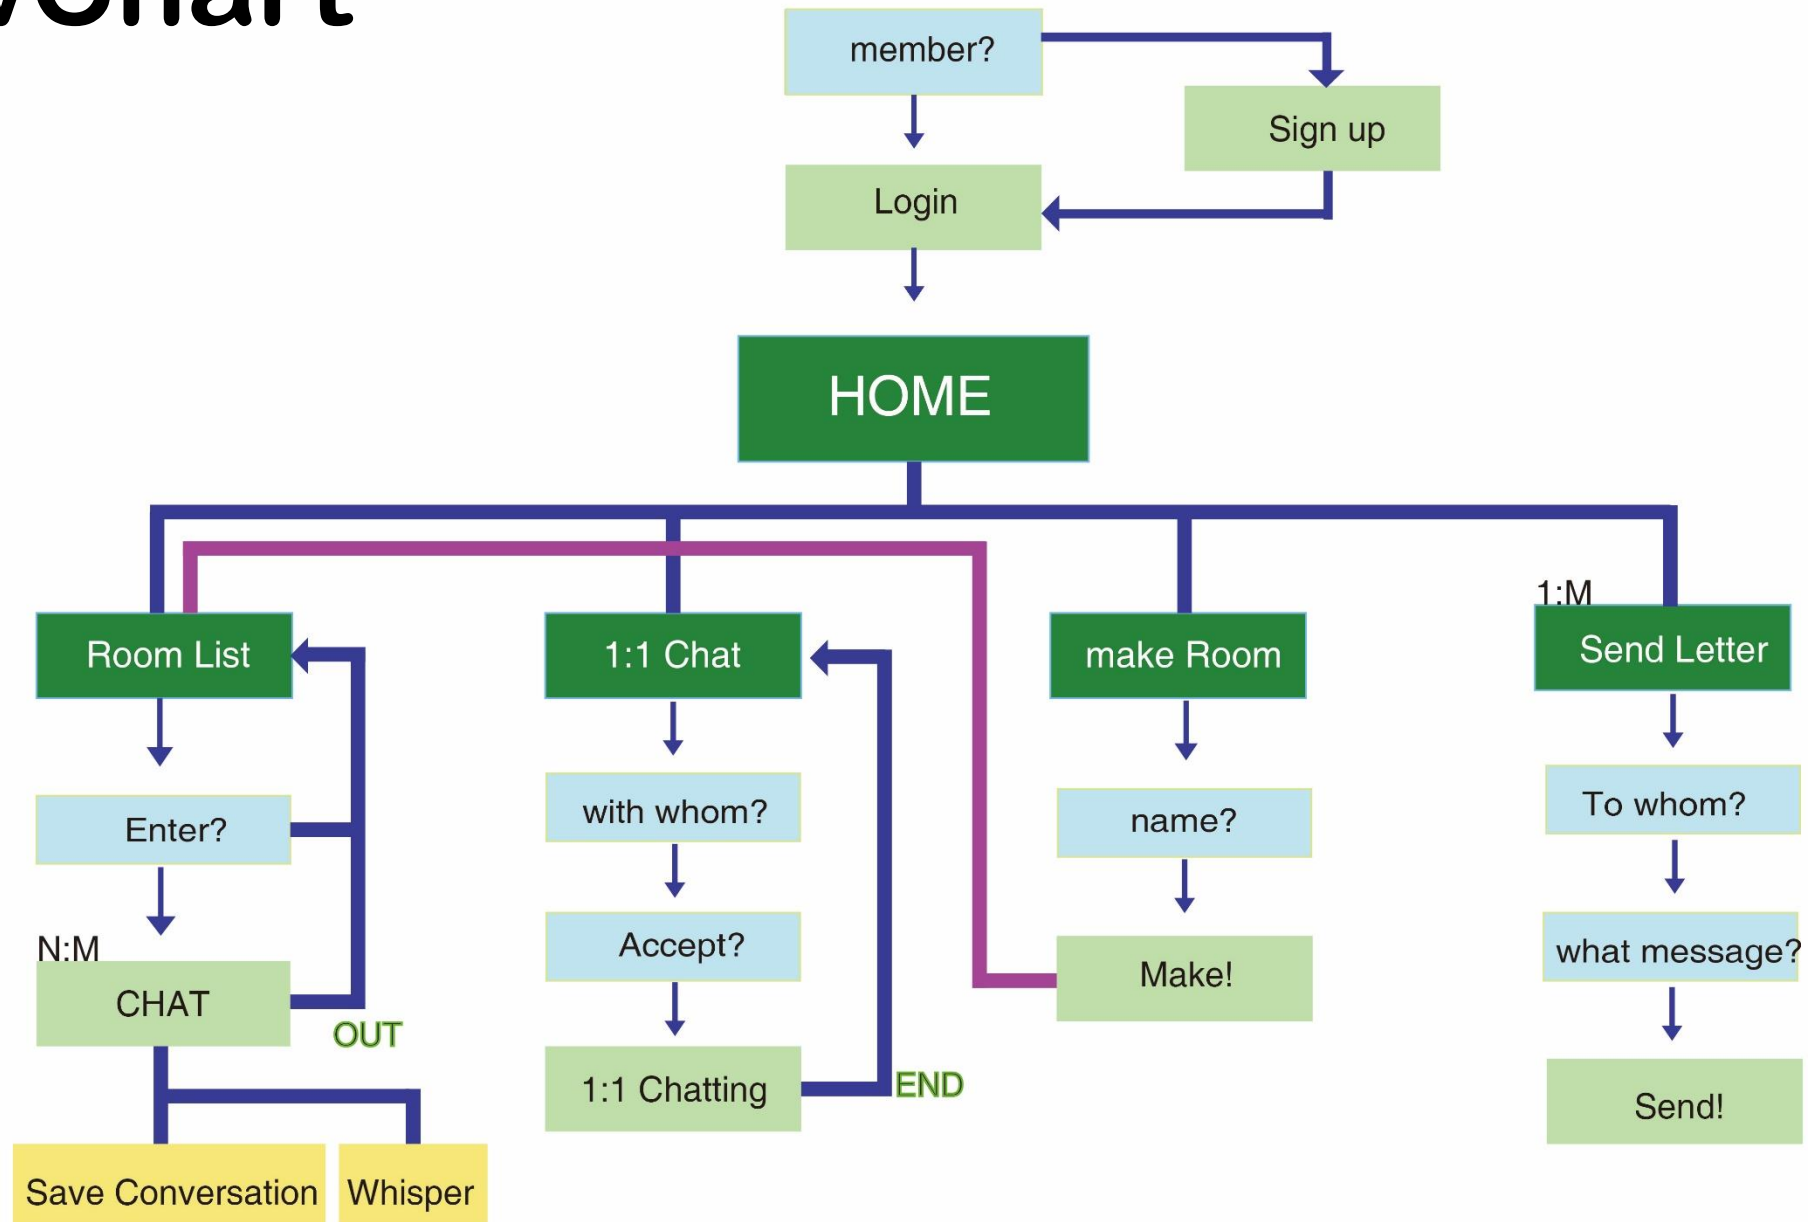 member?
Sign up
Login
HOME
1:M
Room List
1:1 Chat
make Room
Send Letter
with whom?
name?
To whom?
Enter?
Accept?
what message?
N:M
CHAT
Make!
OUT
1:1 Chatting
END
Send!
Save Conversation
Whisper